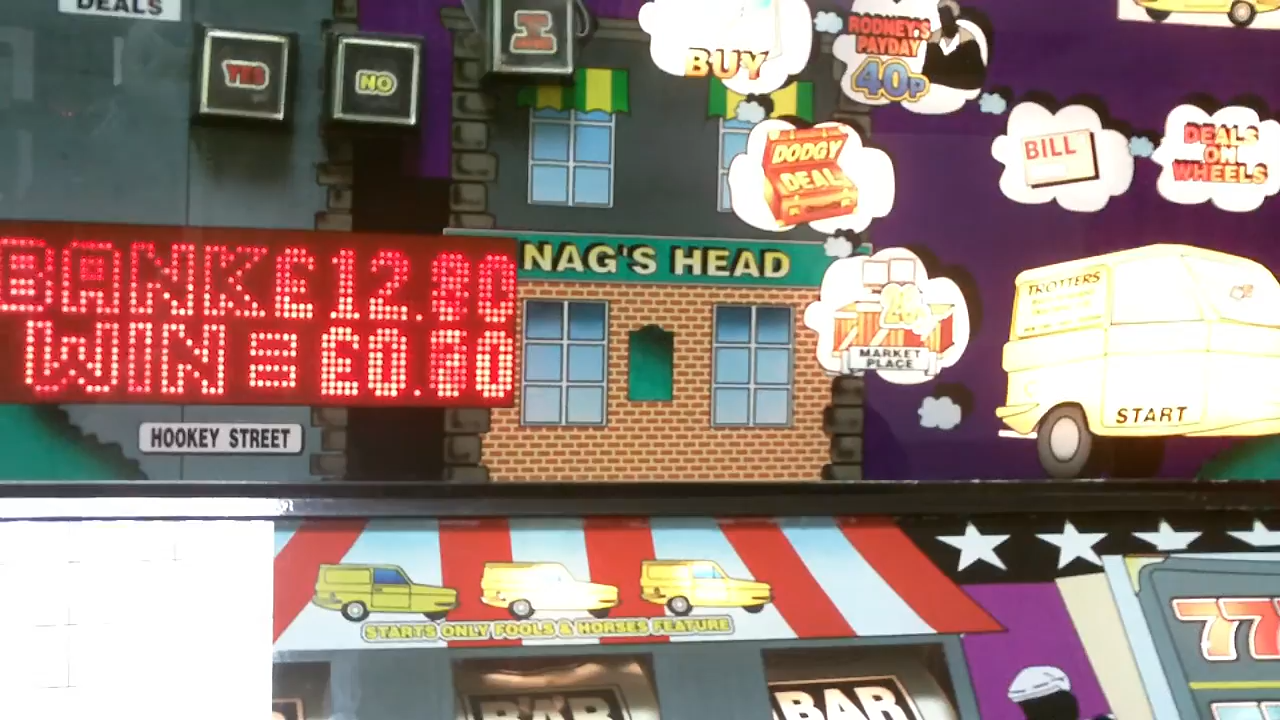 DEALS
YES
NO
BUY
RODNEY'S
PAYDAY
40P
DODGY
DEAL
BILL
DEALS
ON
WHEELS
BANK £12.80
WIN = £0.00
NAG'S HEAD
MARKET
PLACE
TROTTERS
START
HOOKEY STREET
STARTS ONLY FOOLS & HORSES FEATURE
BAR
BAR